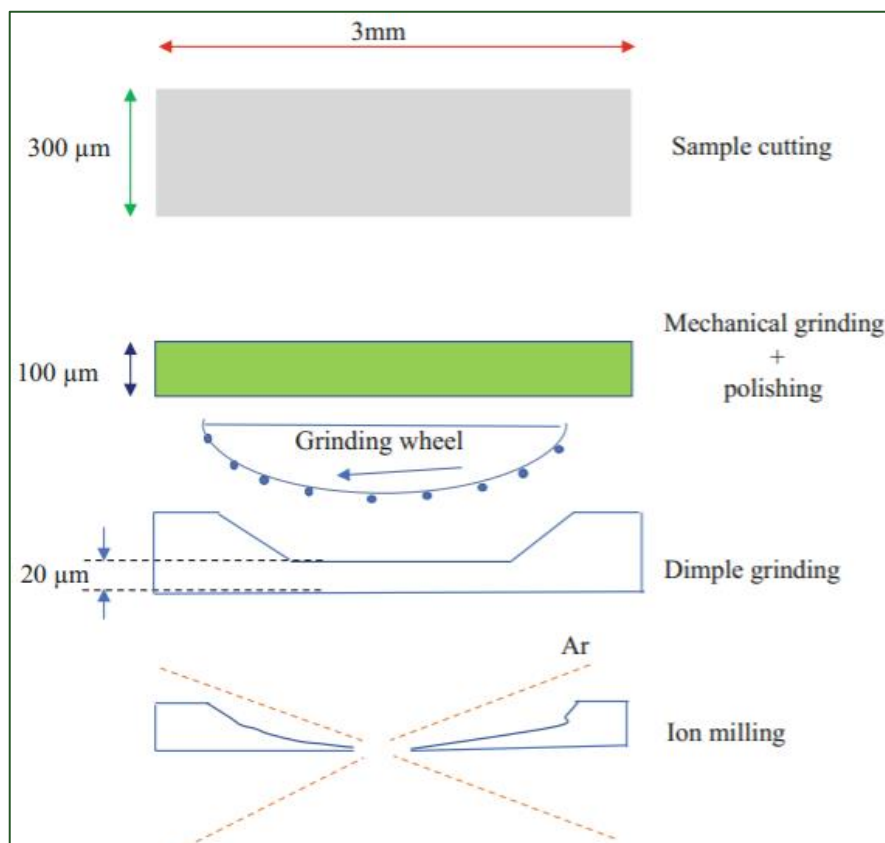 3mm
300 µm
Sample cutting
Mechanical grinding
+
polishing
100 µm
Grinding wheel
20 µm
Dimple grinding
Ar
Ion milling